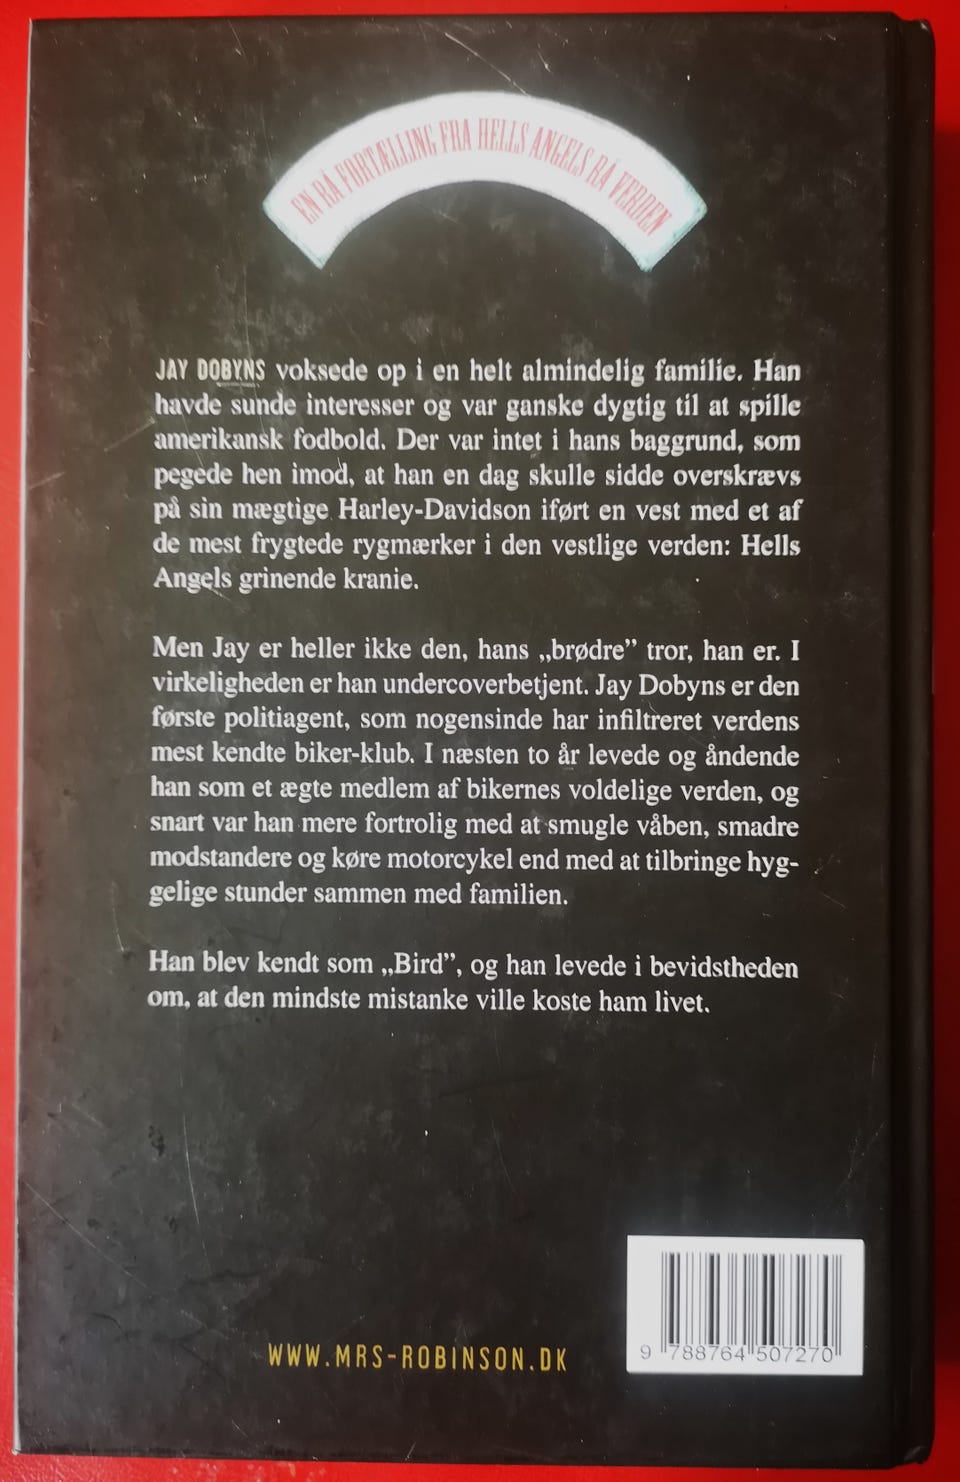 EN RÅ FORTÆLLING FRA HELLS ANGELS RÅ VERDEN
JAY DOBYNS voksede op i en helt almindelig familie. Han
havde sunde interesser og var ganske dygtig til at spille
amerikansk fodbold. Der var intet i hans baggrund, som
pegede hen imod, at han en dag skulle sidde overskrævs
på sin mægtige Harley-Davidson iført en vest med et af
de mest frygtede rygmærker i den vestlige verden: Hells
Angels grinende kranie.
Men Jay er heller ikke den, hans „brødre” tror, han er. I
virkeligheden er han undercoverbetjent. Jay Dobyns er den
første politiagent, som nogensinde har infiltreret verdens
mest kendte biker-klub. I næsten to år levede og åndende
han som et ægte medlem af bikernes voldelige verden, og
snart var han mere fortrolig med at smugle våben, smadre
modstandere og køre motorcykel end med at tilbringe hyg-
gelige stunder sammen med familien.
Han blev kendt som „Bird”, og han levede i bevidstheden
om, at den mindste mistanke ville koste ham livet.
WWW.MRS-ROBINSON.DK
9 788764 507270